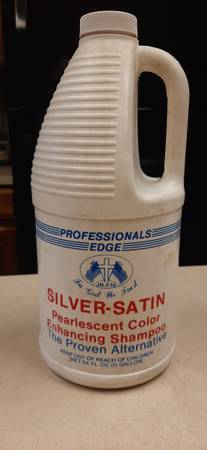 PROFESSIONALS
EDGE
JN-3:16
In God We Trust
SILVER-SATIN
Pearlescent Color
Enhancing Shampoo
The Proven Alternative
KEEP OUT OF REACH OF CHILDREN
NET 64 FL. OZ. (½ GALLON)